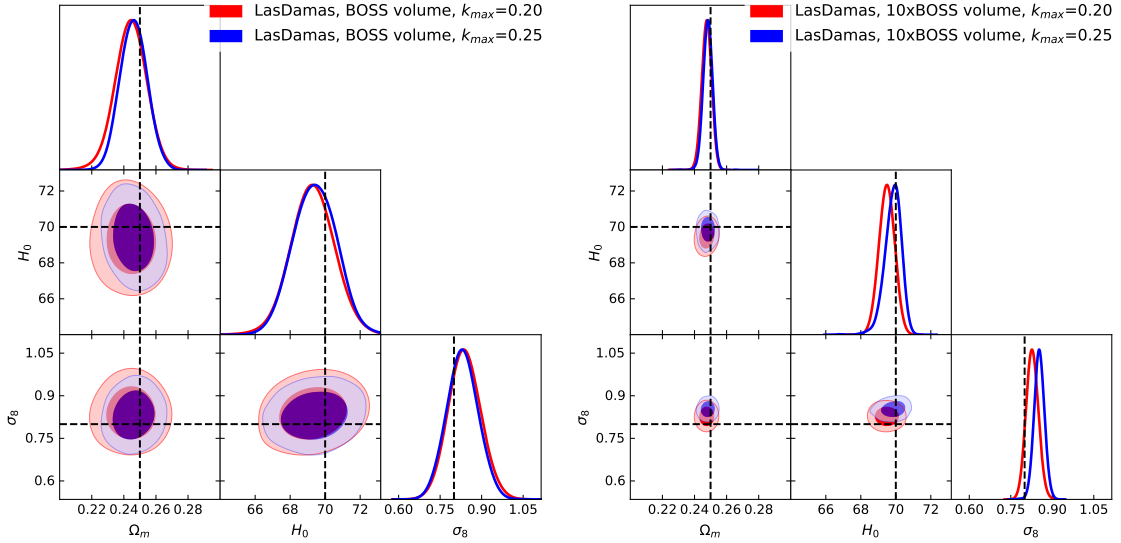 LasDamas, BOSS volume, kmax=0.20
LasDamas, BOSS volume, kmax=0.25
H0
72
70
68
66
64
σ8
1.05
0.9
0.75
0.6
0.22 0.24 0.26 0.28
Ωm
66 68 70 72
H0
0.60 0.75 0.90 1.05
σ8
LasDamas, 10xBOSS volume, kmax=0.20
LasDamas, 10xBOSS volume, kmax=0.25
H0
72
70
68
66
64
σ8
1.05
0.9
0.75
0.6
0.22 0.24 0.26 0.28
Ωm
66 68 70 72
H0
0.60 0.75 0.90 1.05
σ8